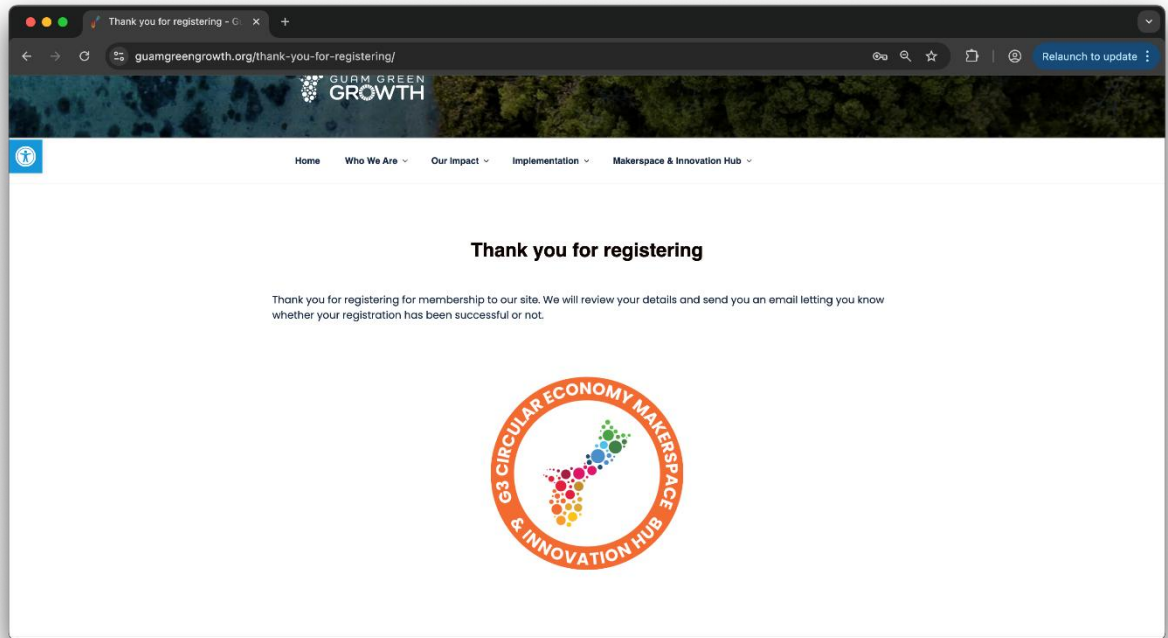 Thank you for registering - G
guamgreengrowth.org/thank-you-for-registering/
Relaunch to update
GUAM GREEN
GROWTH
Home Who We Are Our Impact Implementation Makerspace & Innovation Hub
Thank you for registering
Thank you for registering for membership to our site. We will review your details and send you an email letting you know
whether your registration has been successful or not.
G3 CIRCULAR ECONOMY MAKERSPACE
& INNOVATION HUB